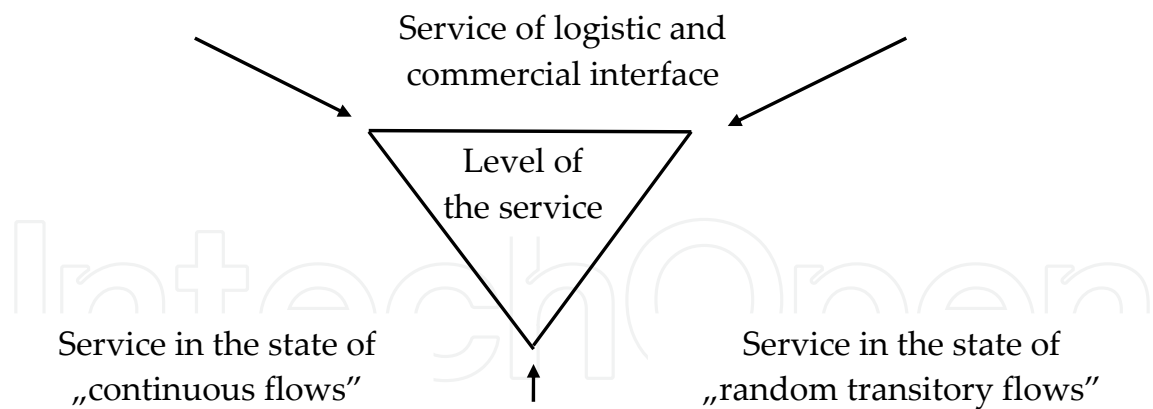 Service of logistic and
commercial interface
Level of
the service
IntechOpen
Service in the state of
„continuous flows”
Service in the state of
„random transitory flows”